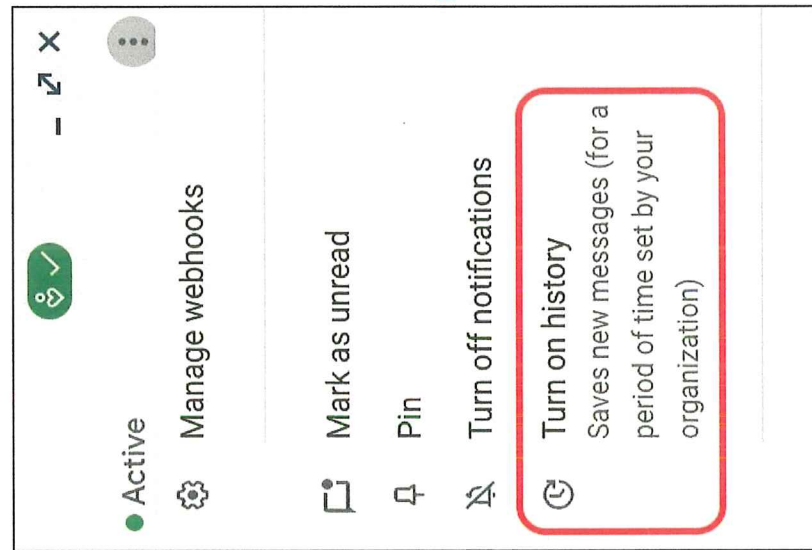 Active
Manage webhooks
Mark as unread
Pin
Turn off notifications
Turn on history
Saves new messages (for a
period of time set by your
organization)